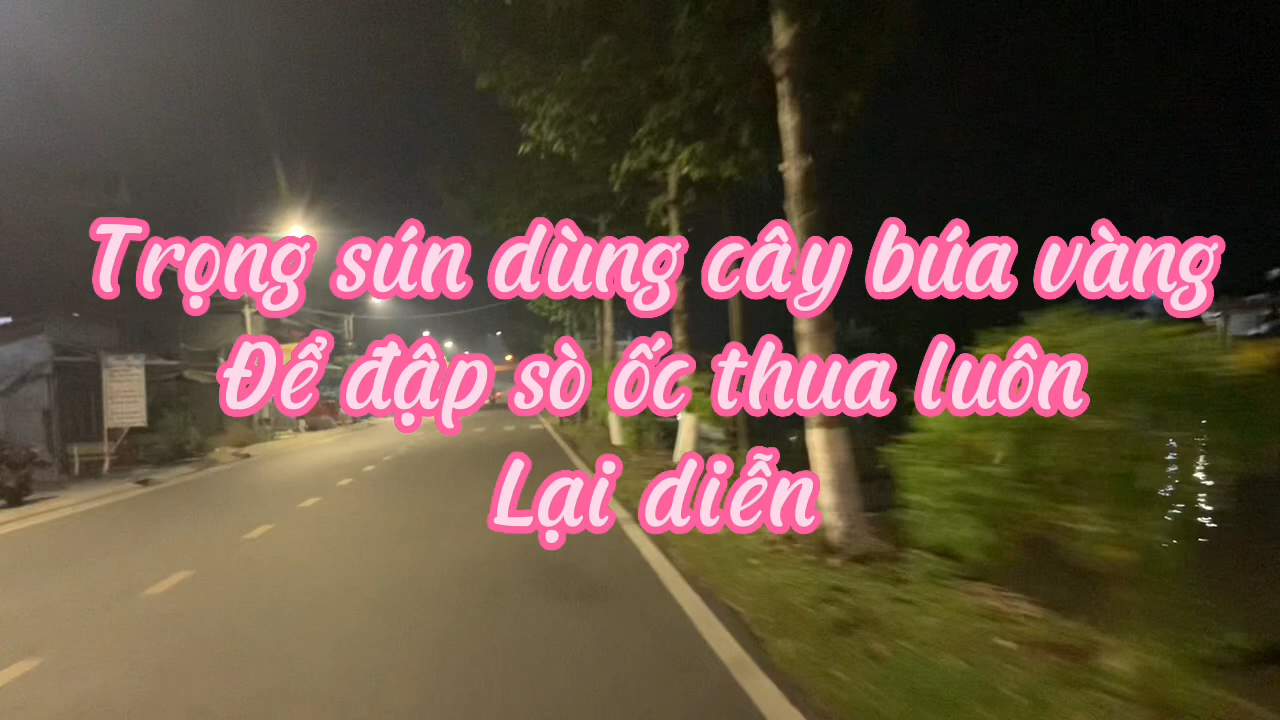 Trọng sún dùng cây búa vàng
Để đập sò ốc thua luôn
Lại diễn